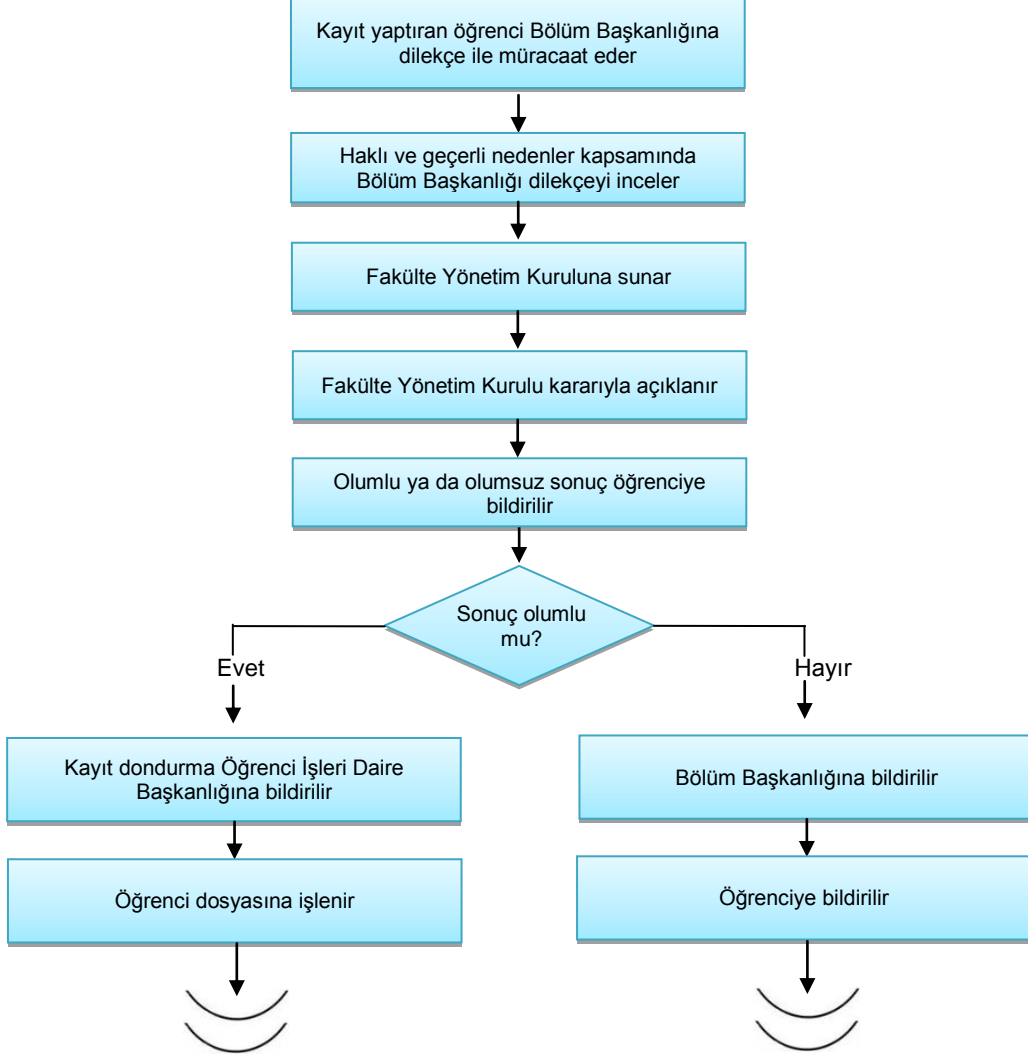 Kayıt yaptıran öğrenci Bölüm Başkanlığına
dilekçe ile müracaat eder
Haklı ve geçerli nedenler kapsamında
Bölüm Başkanlığı dilekçeyi inceler
Fakülte Yönetim Kuruluna sunar
Fakülte Yönetim Kurulu kararıyla açıklanır
Olumlu ya da olumsuz sonuç öğrenciye
bildirilir
Sonuç olumlu
mu?
Evet
Hayır
Kayıt dondurma Öğrenci İşleri Daire
Başkanlığına bildirilir
Bölüm Başkanlığına bildirilir
Öğrenci dosyasına işlenir
Öğrenciye bildirilir